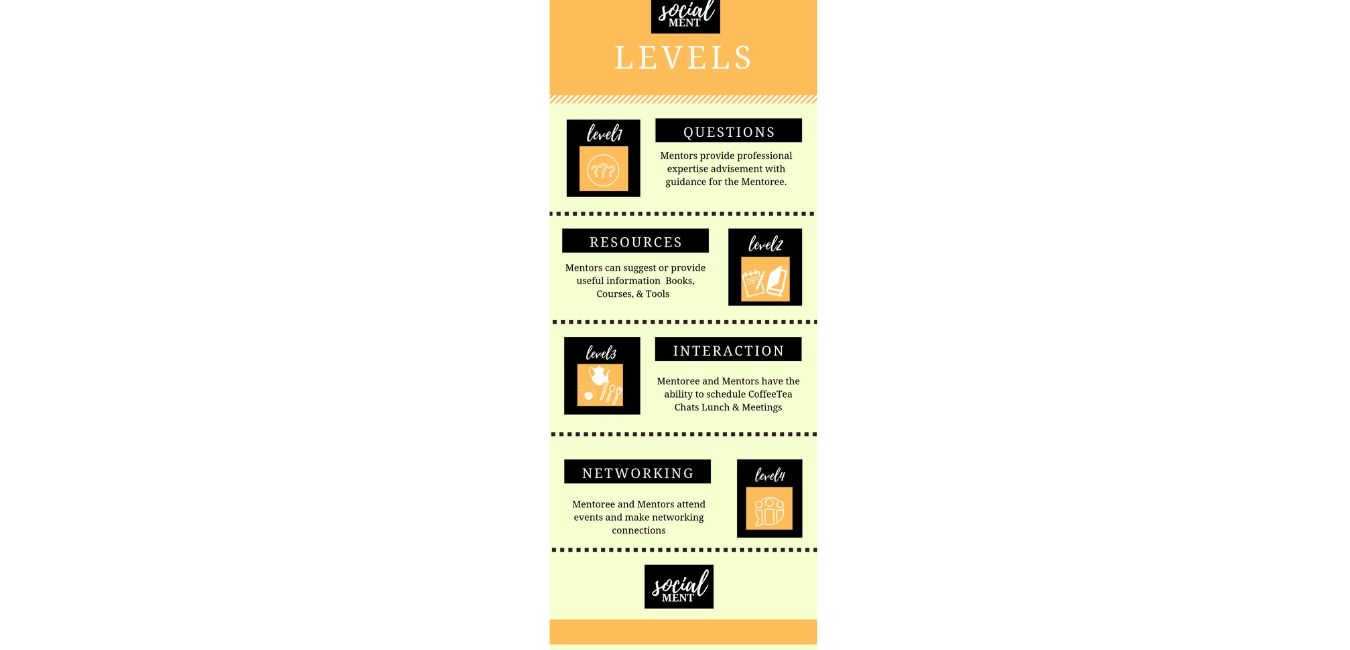 social
MENT
LEVELS
level1
QUESTIONS
???
Mentors provide professional
expertise advisement with
guidance for the Mentoree.
RESOURCES
level2
Mentors can suggest or provide
useful information Books,
Courses, & Tools
level3
INTERACTION
Mentoree and Mentors have the
ability to schedule CoffeeTea
Chats Lunch & Meetings
NETWORKING
level4
Mentoree and Mentors attend
events and make networking
connections
social
MENT